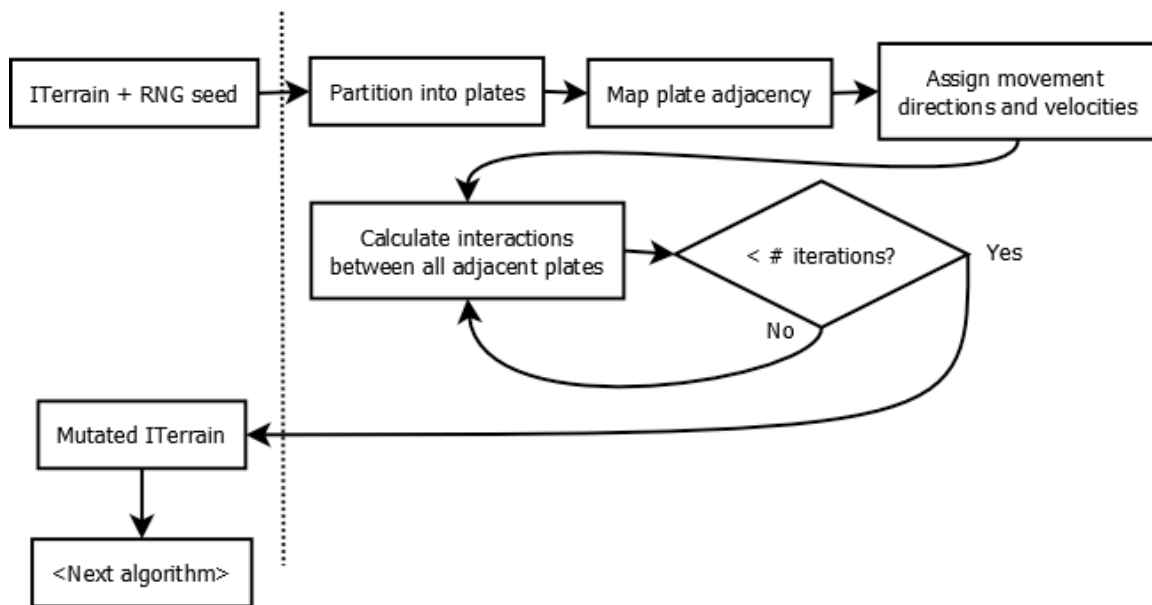 ITerrain + RNG seed
Partition into plates
Map plate adjacency
Assign movement
directions and velocities
Calculate interactions
between all adjacent plates
< # iterations?
Yes
No
Mutated ITerrain
<Next algorithm>